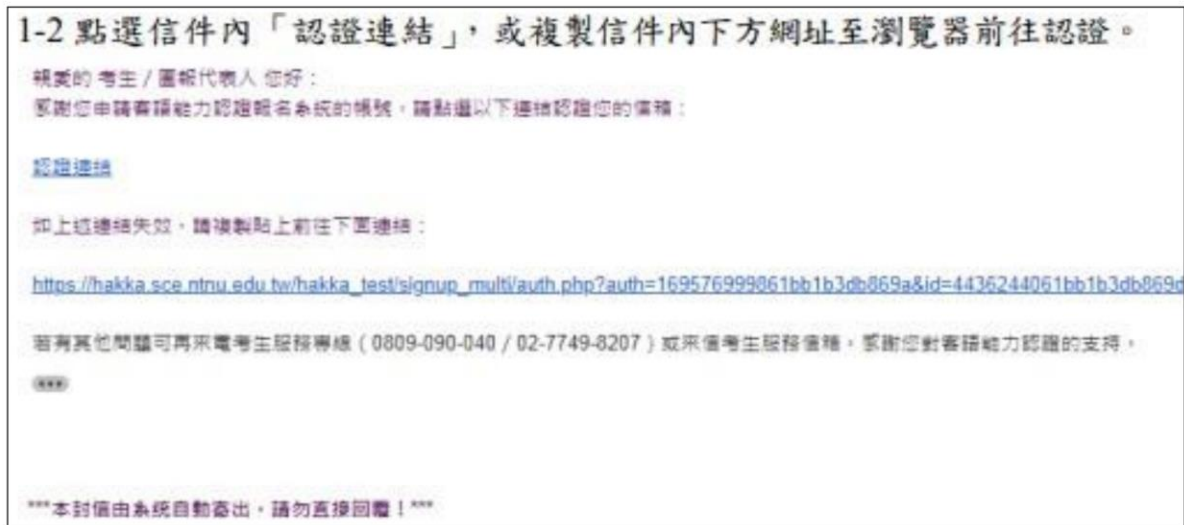 1-2 點選信件內「認證連結」，或複製信件內下方網址至瀏覽器前往認證。
親愛的 考生 / 團報代表人 您好：
感謝您申請客語能力認證報名系統的帳號，請點選以下連結認證您的信箱：
認證連結
如上述連結失效，請複製貼上前往下面連結：
https://hakka.sce.ntnu.edu.tw/hakka_test/signup_multi/auth.php?auth=169576999861bb1b3db869a&id=4436244061bb1b3db869d
若有其他問題可再來電考生服務專線（0809-090-040 / 02-7749-8207）或來信考生服務信箱，感謝您對客語能力認證的支持。
***本封信由系統自動寄出，請勿直接回覆！***